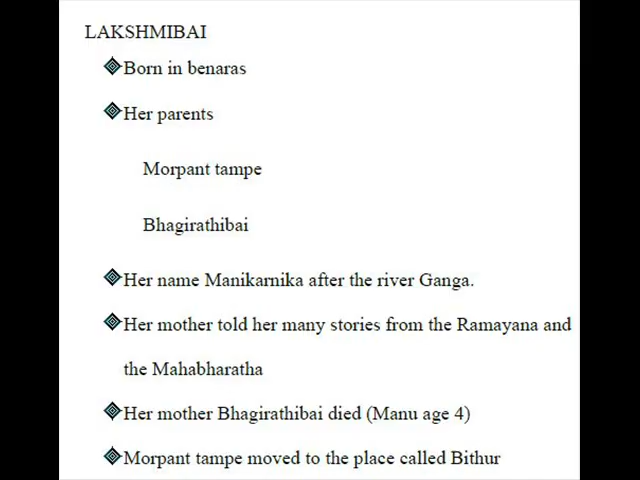 LAKSHMIBAI
Born in benaras
Her parents
Morpant tampe
Bhagirathibai
Her name Manikarnika after the river Ganga.
Her mother told her many stories from the Ramayana and
the Mahabharatha
Her mother Bhagirathibai died (Manu age 4)
Morpant tampe moved to the place called Bithur